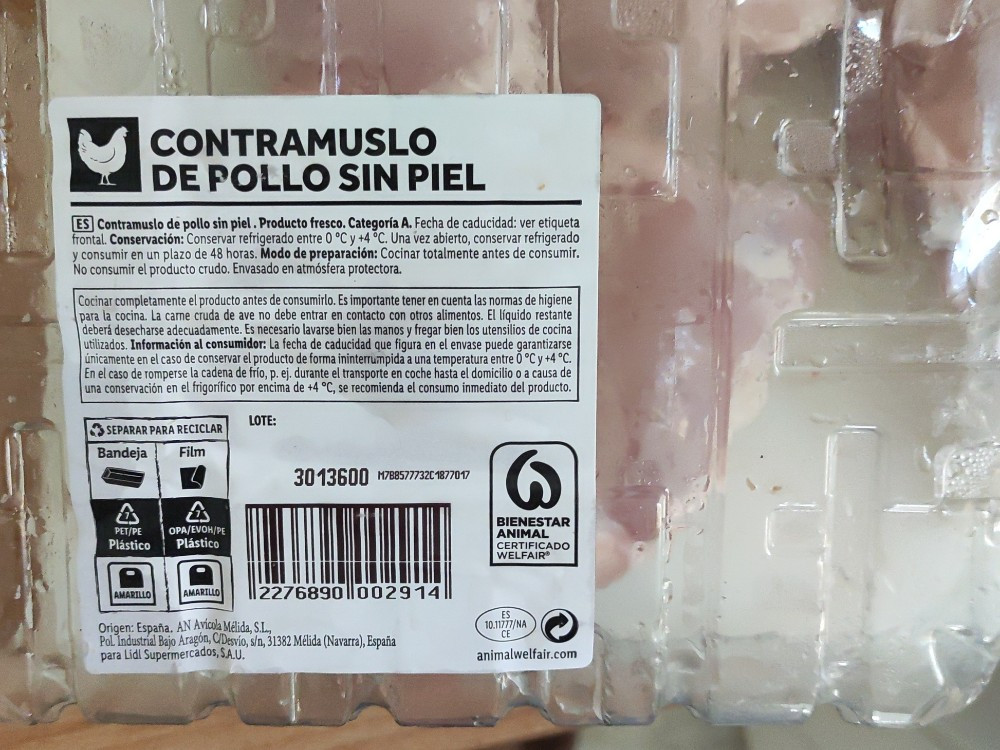 CONTRAMUSLO
DE POLLO SIN PIEL
ES Contramuslo de pollo sin piel . Producto fresco. Categoría A. Fecha de caducidad: ver etiqueta
frontal. Conservación: Conservar refrigerado entre 0 °C y +4 °C. Una vez abierto, conservar refrigerado
y consumir en un plazo de 48 horas. Modo de preparación: Cocinar totalmente antes de consumir.
No consumir el producto crudo. Envasado en atmósfera protectora.
Cocinar completamente el producto antes de consumirlo. Es importante tener en cuenta las normas de higiene
para la cocina. La carne cruda de ave no debe entrar en contacto con otros alimentos. El líquido restante
deberá desecharse adecuadamente. Es necesario lavarse bien las manos y fregar bien los utensilios de cocina
utilizados. Información al consumidor: La fecha de caducidad que figura en el envase puede garantizarse
únicamente en el caso de conservar el producto de forma ininterrumpida a una temperatura entre 0 °C y +4 °C.
En el caso de romperse la cadena de frío, p. ej. durante el transporte en coche hasta el domicilio o a causa de
una conservación en el frigorífico por encima de +4 °C, se recomienda el consumo inmediato del producto.
SEPARAR PARA RECICLAR
Bandeja
Film
7
7
PET/PE
OPA/EVOH/PE
Plástico
Plástico
AMARILLO
AMARILLO
LOTE:
3013600 M7B8577732C1877017
2276890 002914
BIENESTAR
ANIMAL
CERTIFICADO
WELFAIR®
Origen: España. AN Avícola Mélida, S.L.,
Pol. Industrial Bajo Aragón, C/Desvío, s/n, 31382 Mélida (Navarra), España
para Lidl Supermercados, S.A.U.
ES
10.11777/NA
CE
animalwelfair.com